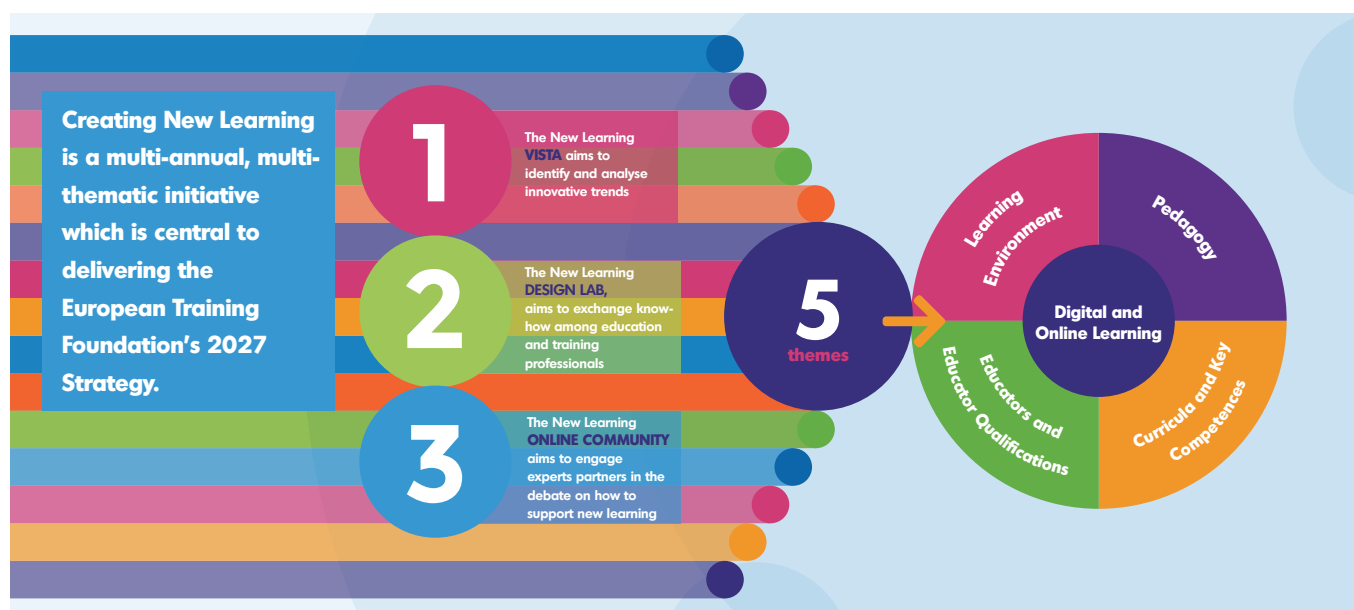 Creating New Learning
is a multi-annual, multi-
thematic initiative
which is central to
delivering the
European Training
Foundation's 2027
Strategy.
1
The New Learning
VISTA aims to
identify and analyse
innovative trends
2
The New Learning
DESIGN LAB,
aims to exchange know-
how among education
and training
professionals
3
The New Learning
ONLINE COMMUNITY
aims to engage
experts partners in the
debate on how to
support new learning
5
themes
Learning
Environment
Pedagogy
Digital and
Online Learning
Educators and
Educator Qualifications
Curricula and Key
Competences